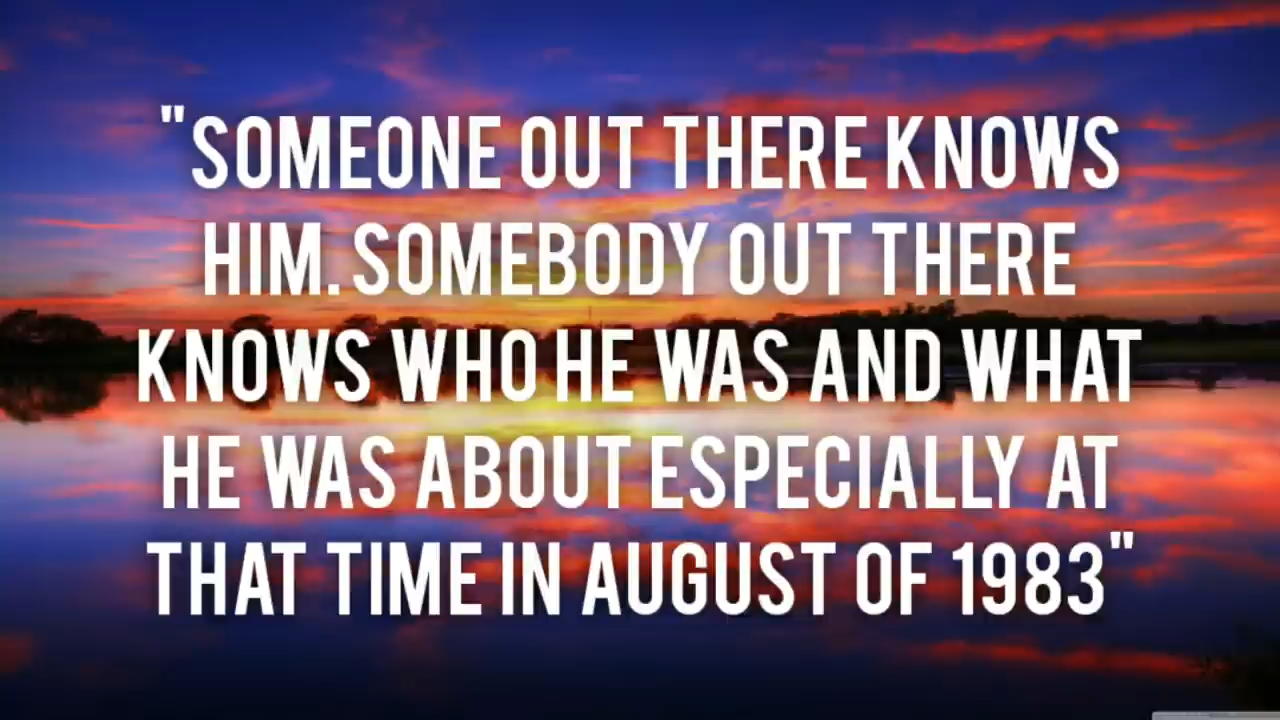 "SOMEONE OUT THERE KNOWS
HIM. SOMEBODY OUT THERE
KNOWS WHO HE WAS AND WHAT
HE WAS ABOUT ESPECIALLY AT
THAT TIME IN AUGUST OF 1983"